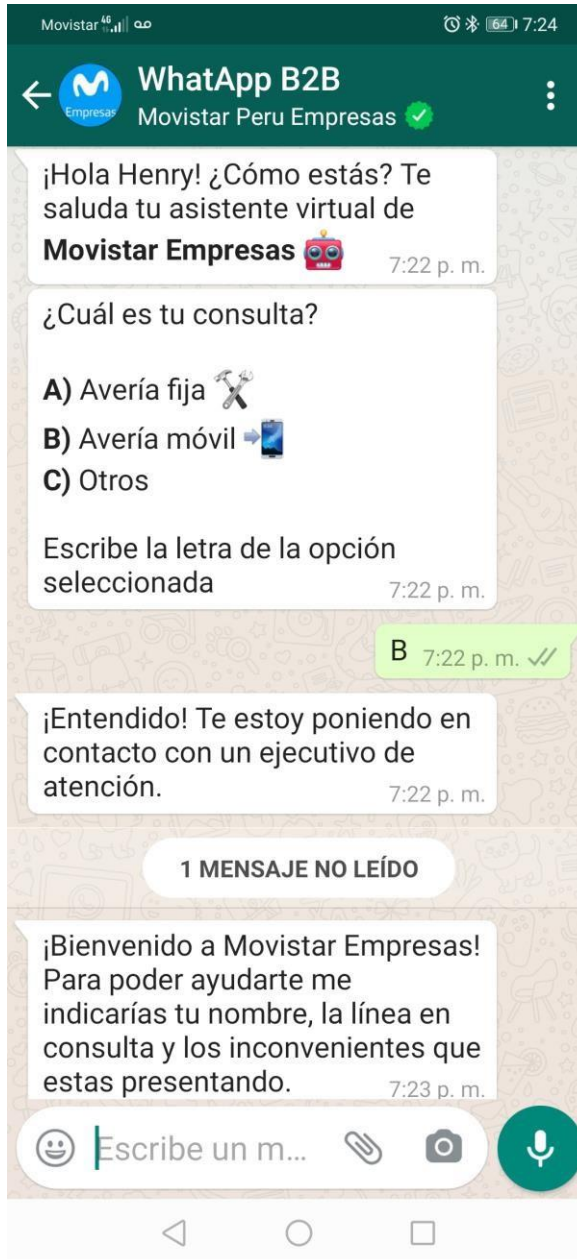 Movistar 4G 64 7:24
WhatApp B2B
Empresas
Movistar Peru Empresas
¡Hola Henry! ¿Cómo estás? Te
saluda tu asistente virtual de
Movistar Empresas
7:22 p. m.
¿Cuál es tu consulta?
A) Avería fija
B) Avería móvil
C) Otros
Escribe la letra de la opción
seleccionada
7:22 p. m.
B 7:22 p. m.
¡Entendido! Te estoy poniendo en
contacto con un ejecutivo de
atención.
7:22 p. m.
1 MENSAJE NO LEÍDO
¡Bienvenido a Movistar Empresas!
Para poder ayudarte me
indicarías tu nombre, la línea en
consulta y los inconvenientes que
estas presentando.
7:23 p. m.
Escribe un m...